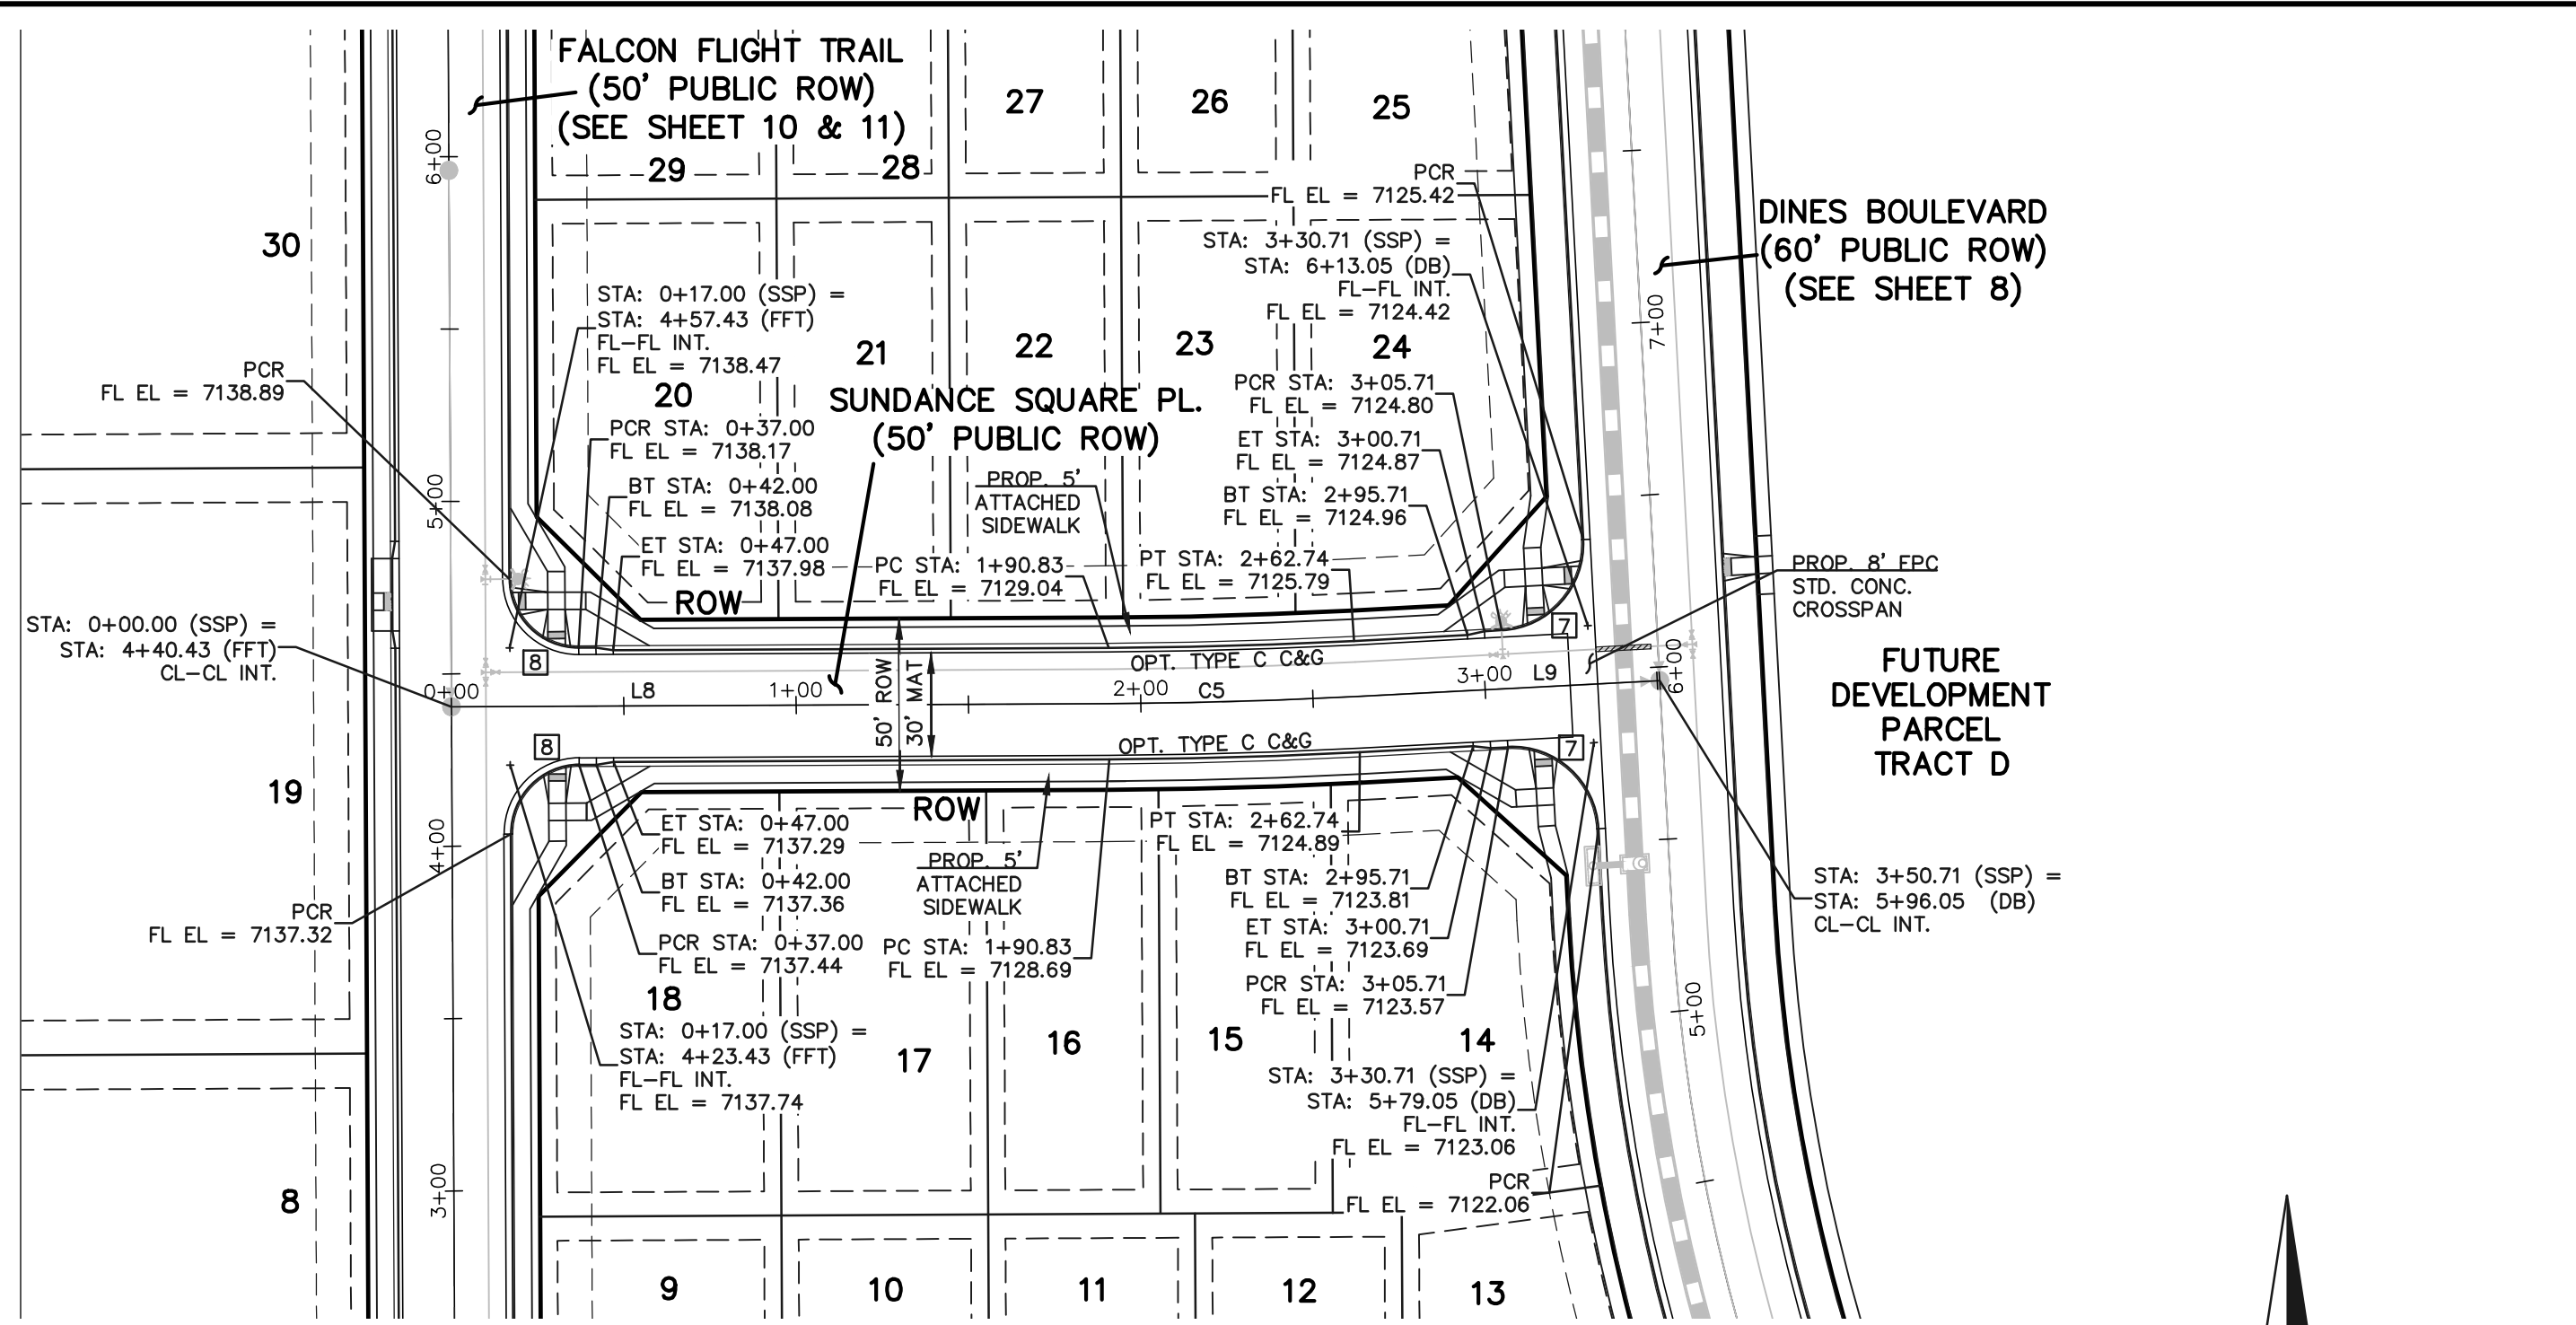 FALCON FLIGHT TRAIL
(50' PUBLIC ROW)
(SEE SHEET 10 & 11)
27
26
25
29
28
6+00
PCR
FL EL = 7125.42
DINES BOULEVARD
(60' PUBLIC ROW)
(SEE SHEET 8)
30
STA: 3+30.71 (SSP) =
STA: 6+13.05 (DB)
FL-FL INT.
FL EL = 7124.42
STA: 0+17.00 (SSP) =
STA: 4+57.43 (FFT)
FL-FL INT.
FL EL = 7138.47
7+00
20
21
22
23
24
PCR
FL EL = 7138.89
SUNDANCE SQUARE PL.
(50' PUBLIC ROW)
PCR STA: 3+05.71
FL EL = 7124.80
PCR STA: 0+37.00
FL EL = 7138.17
ET STA: 3+00.71
FL EL = 7124.87
BT STA: 0+42.00
FL EL = 7138.08
PROP. 5'
ATTACHED
SIDEWALK
BT STA: 2+95.71
FL EL = 7124.96
5+00
ET STA: 0+47.00
FL EL = 7137.98
PC STA: 1+90.83
FL EL = 7129.04
PT STA: 2+62.74
FL EL = 7125.79
PROP. 8' FPC
STD. CONC.
CROSSPAN
ROW
STA: 0+00.00 (SSP) =
STA: 4+40.43 (FFT)
CL-CL INT.
7
8
OPT. TYPE C C&G
FUTURE
DEVELOPMENT
PARCEL
TRACT D
0+00
L8
1+00
2+00
C5
3+00
L9
6+00
50' ROW
30' MAT
8
OPT. TYPE C C&G
7
19
ROW
ET STA: 0+47.00
FL EL = 7137.29
PT STA: 2+62.74
FL EL = 7124.89
4+00
PROP. 5'
ATTACHED
SIDEWALK
BT STA: 0+42.00
FL EL = 7137.36
BT STA: 2+95.71
FL EL = 7123.81
STA: 3+50.71 (SSP) =
STA: 5+96.05 (DB)
CL-CL INT.
PCR
FL EL = 7137.32
ET STA: 3+00.71
FL EL = 7123.69
PCR STA: 0+37.00
FL EL = 7137.44
PC STA: 1+90.83
FL EL = 7128.69
PCR STA: 3+05.71
FL EL = 7123.57
5+00
18
STA: 0+17.00 (SSP) =
STA: 4+23.43 (FFT)
FL-FL INT.
FL EL = 7137.74
17
16
15
14
STA: 3+30.71 (SSP) =
STA: 5+79.05 (DB)
FL-FL INT.
FL EL = 7123.06
3+00
8
PCR
FL EL = 7122.06
9
10
11
12
13